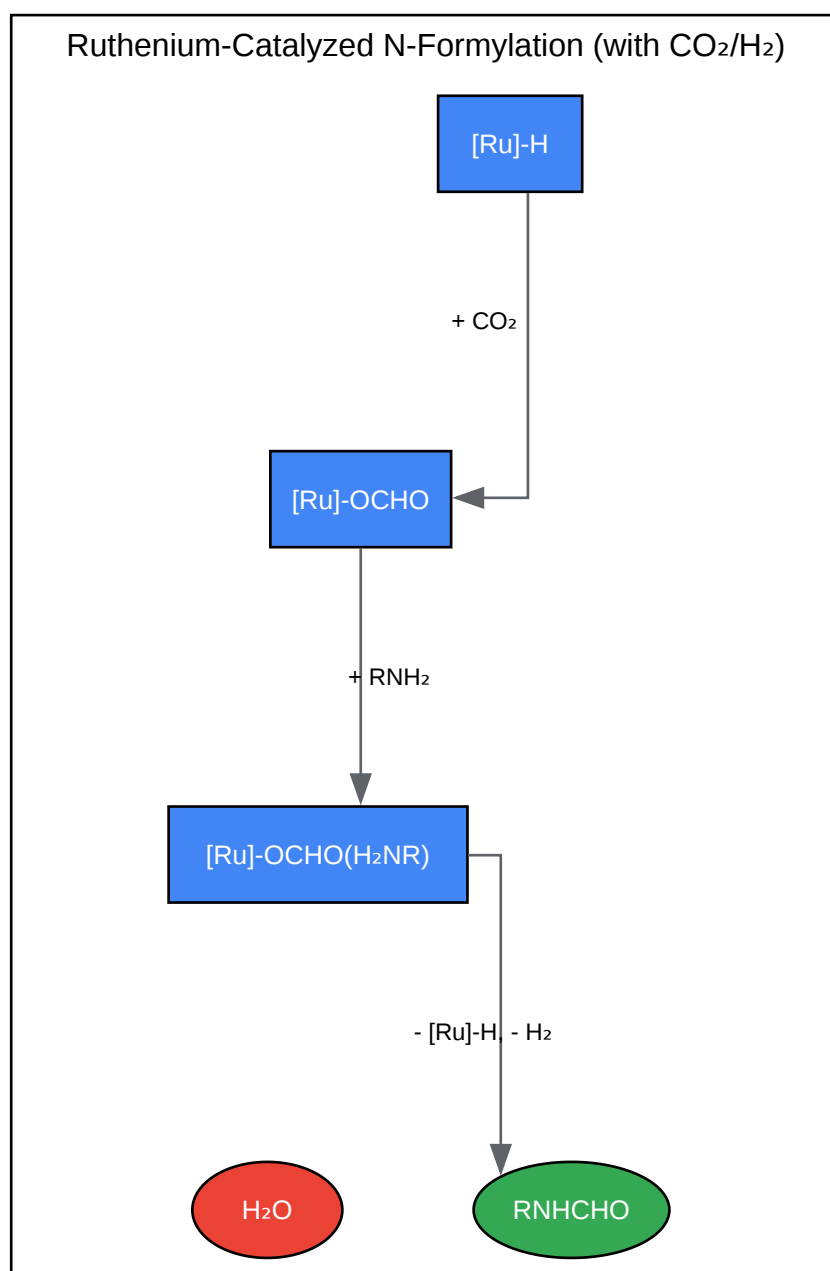 Ruthenium-Catalyzed N-Formylation (with CO₂/H₂)
[Ru]-H
+ CO₂
[Ru]-OCHO
+ RNH₂
[Ru]-OCHO(H₂NR)
- [Ru]-H, - H₂
H₂O
RNHCHO